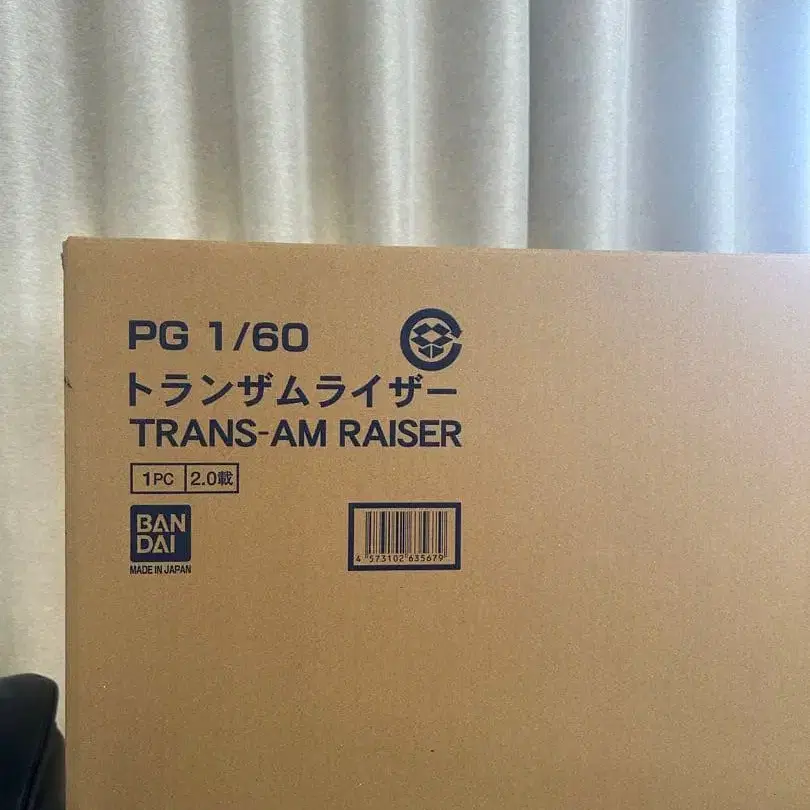 PG 1/60
トランザムライザー
TRANS-AM RAISER
1PC 2.0載
BAN
DAI
MADE IN JAPAN
4 573102 635679